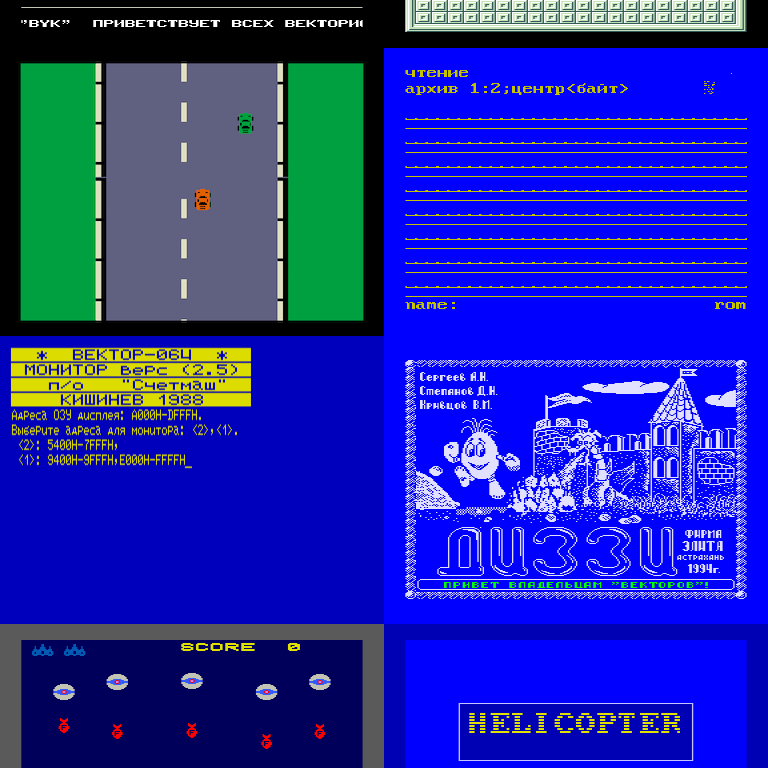 "BYK" ПРИВЕТСТВУЕТ ВСЕХ
чтение
архив 1:2;центр<байт>
name: rom
* ВЕКТОР-06Ц *
МОНИТОР ВеРс (2.5)
п/о "Счетмаш"
КИШИНЕВ 1988
АдРеса ОЗУ дисплея: A000H-DFFFH.
ВыбеРите адРеса для монитоРа: <2>,<1>.
<2>: 5400H-7FFFH,
<1>: 9400H-9FFFH,E000H-FFFFH_
Сергеев А.Н.
Степанов Д.Н.
Кривцов В.М.
ДИЗЗИ
ФИРМА
ЭЛИТА
АСТРАХАНЬ
1994г.
ПРИВЕТ ВЛАДЕЛЬЦАМ "ВЕКТОРОВ"!
SCORE 0
HELICOPTER